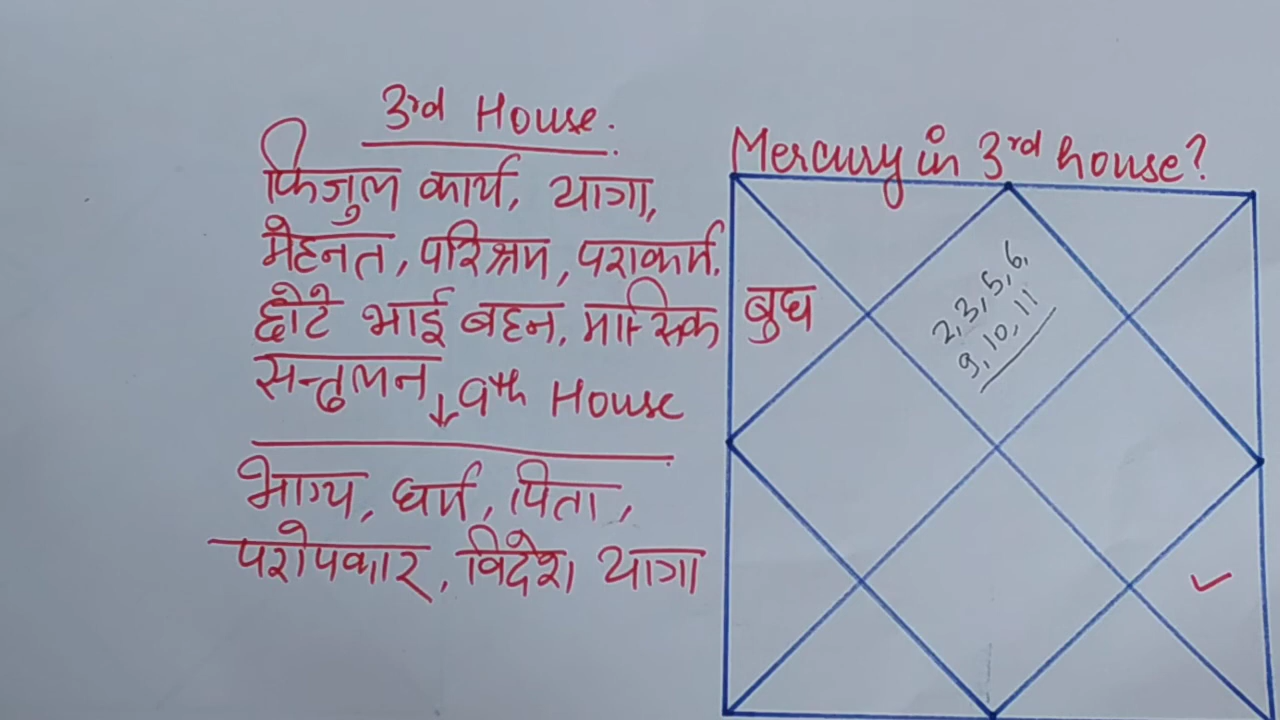 3rd House.
फिजुल कार्य, यागा,
मेहनत, परिश्रम, पराकर्म.
छोटे भाई बहन, मानसिक
सन्तुलन, ↓ 9th House
भाग्य, धर्म, पिता,
परोपकार, विदेश यागा
Mercury in 3rd house?
बुध
2, 3, 5, 6,
9, 10, 11